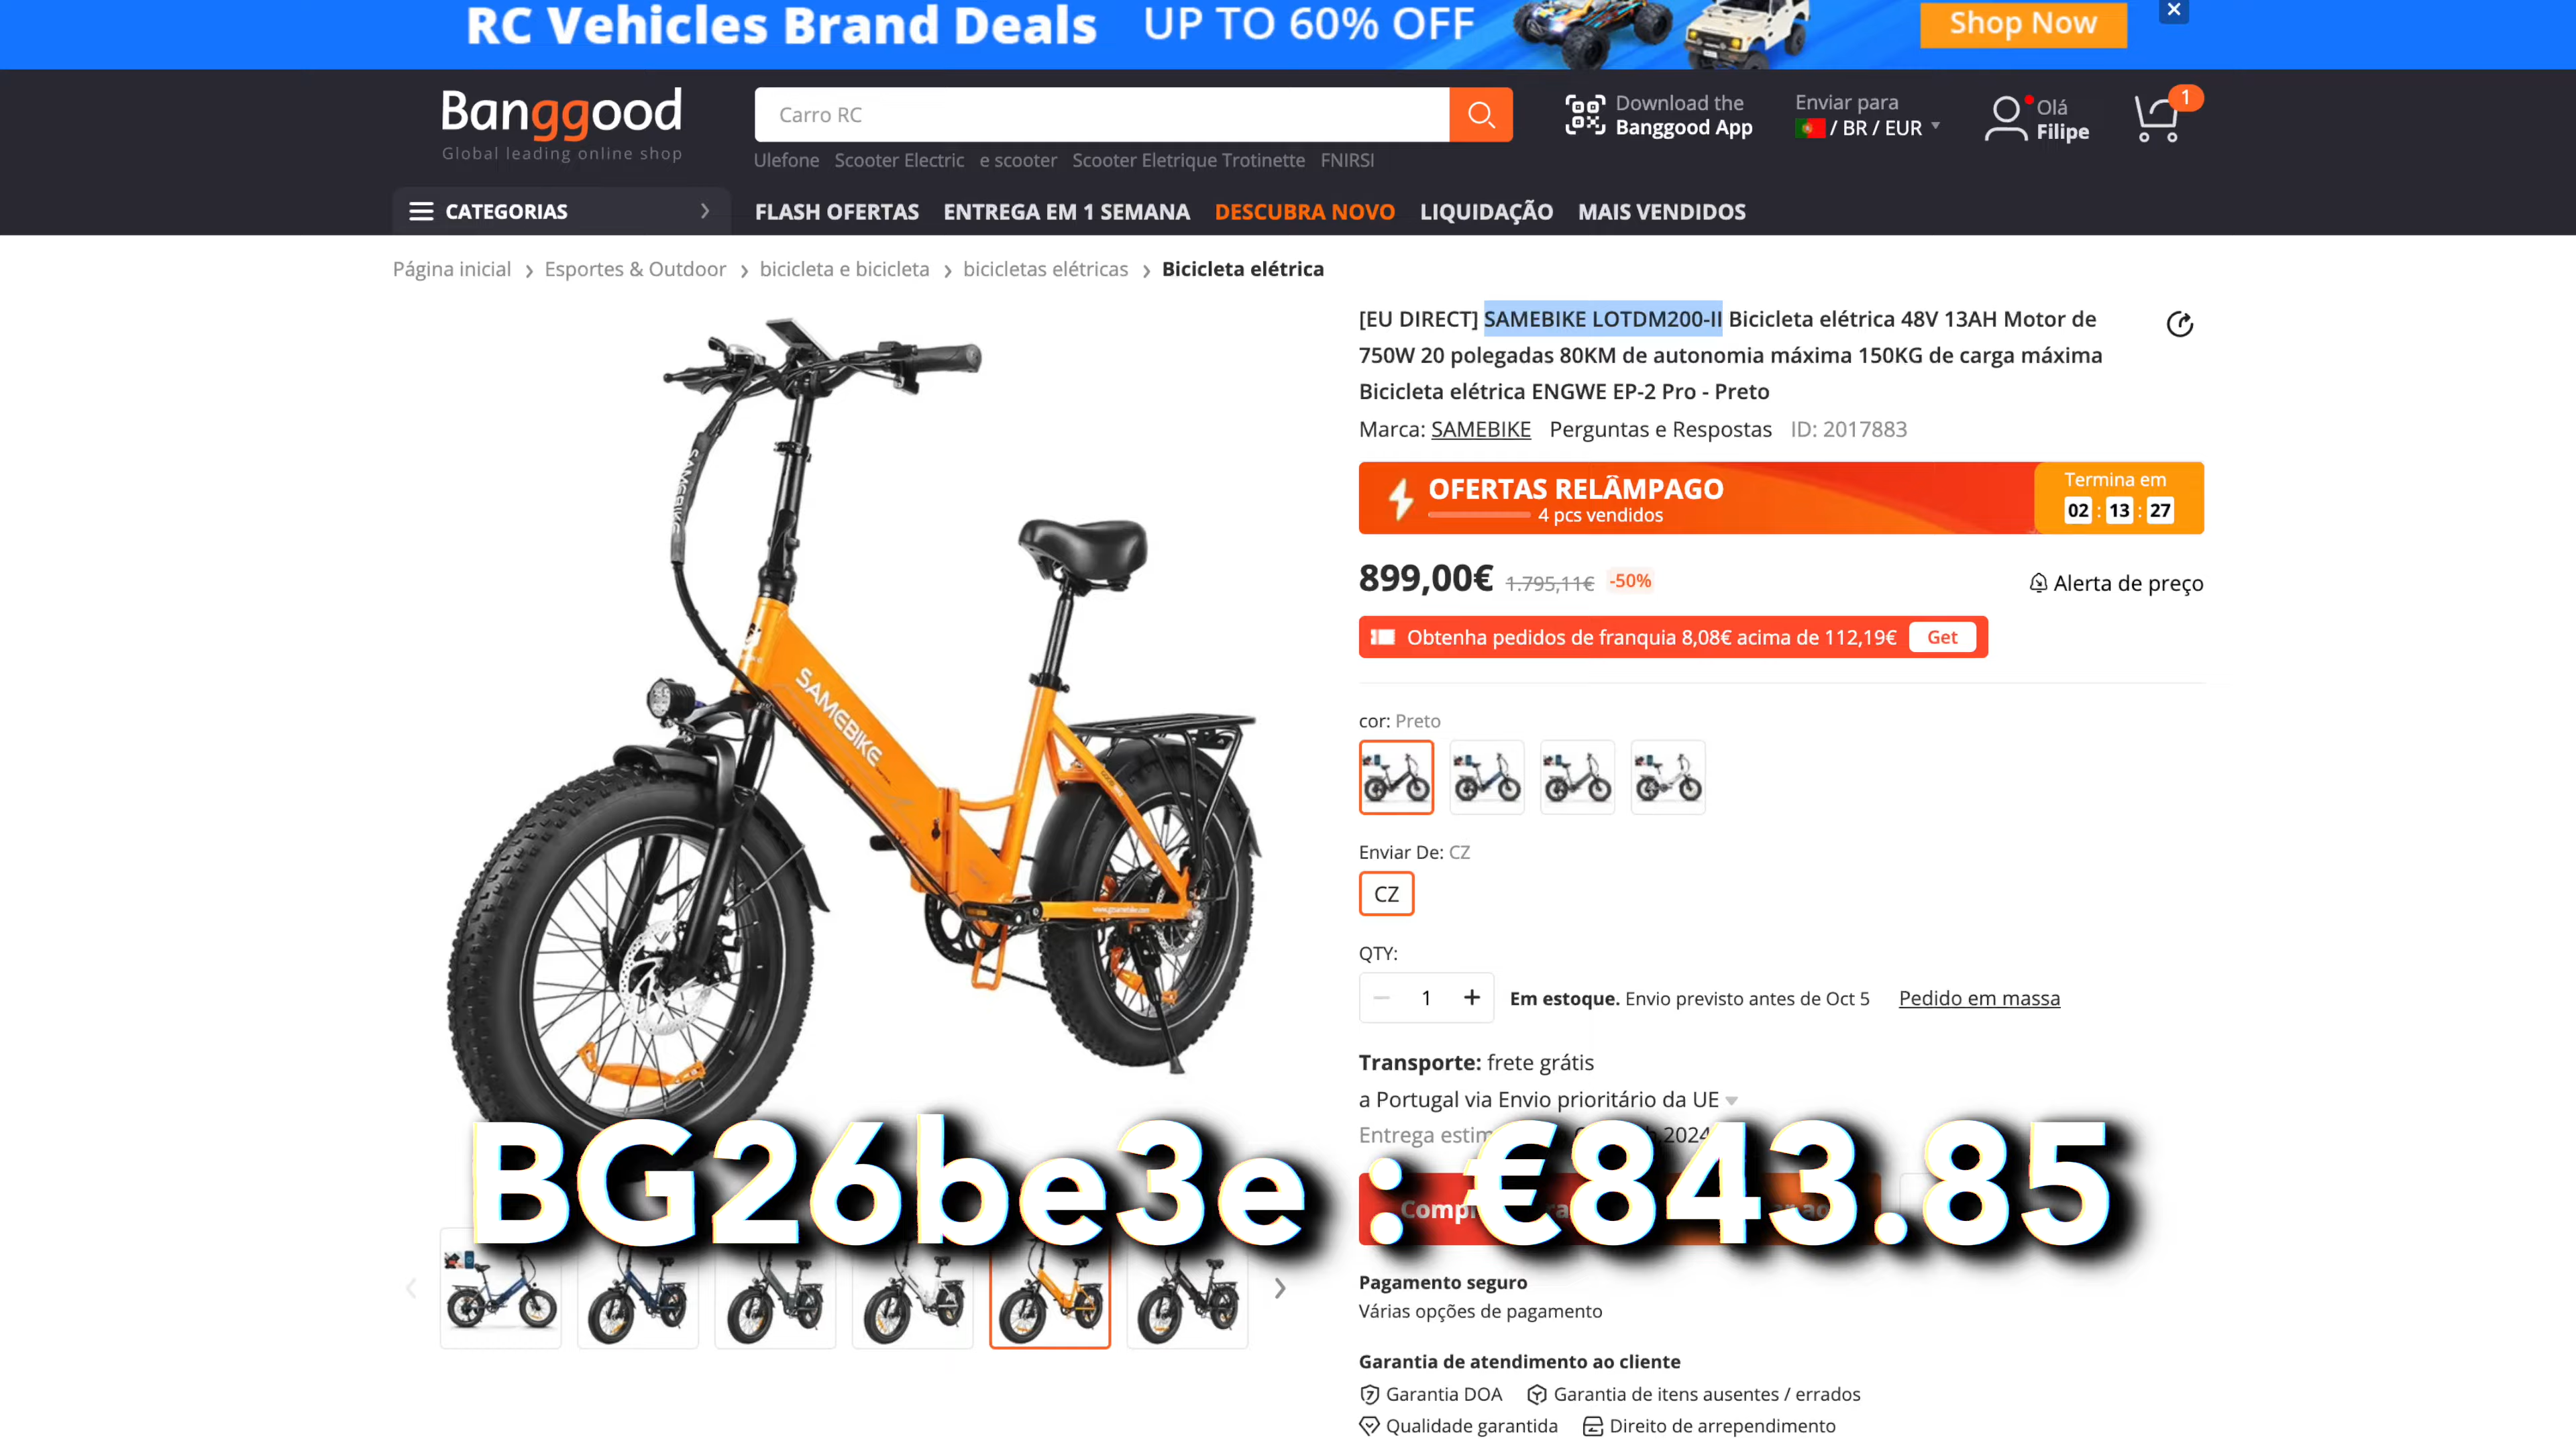 RC Vehicles Brand Deals UP TO 60% OFF Shop Now
Banggood
Global leading online shop
Carro RC
Ulefone Scooter Electric e scooter Scooter Eletrique Trotinette FNIRSI
Download the
Banggood App
Enviar para
/ BR / EUR
Olá
Filipe
1
CATEGORIAS
FLASH OFERTAS ENTREGA EM 1 SEMANA DESCUBRA NOVO LIQUIDAÇÃO MAIS VENDIDOS
Página inicial › Esportes & Outdoor › bicicleta e bicicleta › bicicletas elétricas › Bicicleta elétrica
SAMEBIKE
SAMEBIKE
[EU DIRECT] SAMEBIKE LOTDM200-II Bicicleta elétrica 48V 13AH Motor de
750W 20 polegadas 80KM de autonomia máxima 150KG de carga máxima
Bicicleta elétrica ENGWE EP-2 Pro - Preto
Marca: SAMEBIKE Perguntas e Respostas ID: 2017883
OFERTAS RELÂMPAGO
4 pcs vendidos
Termina em
02 : 13 : 27
899,00€ 1.795,11€ -50%
Alerta de preço
Obtenha pedidos de franquia 8,08€ acima de 112,19€ Get
cor: Preto
Enviar De: CZ
CZ
QTY:
− 1 + Em estoque. Envio previsto antes de Oct 5 Pedido em massa
Transporte: frete grátis
a Portugal via Envio prioritário da UE
Entrega 2024
BG26be3e : €843.85
Pagamento seguro
Várias opções de pagamento
Garantia de atendimento ao cliente
Garantia DOA Garantia de itens ausentes / errados
Qualidade garantida Direito de arrependimento